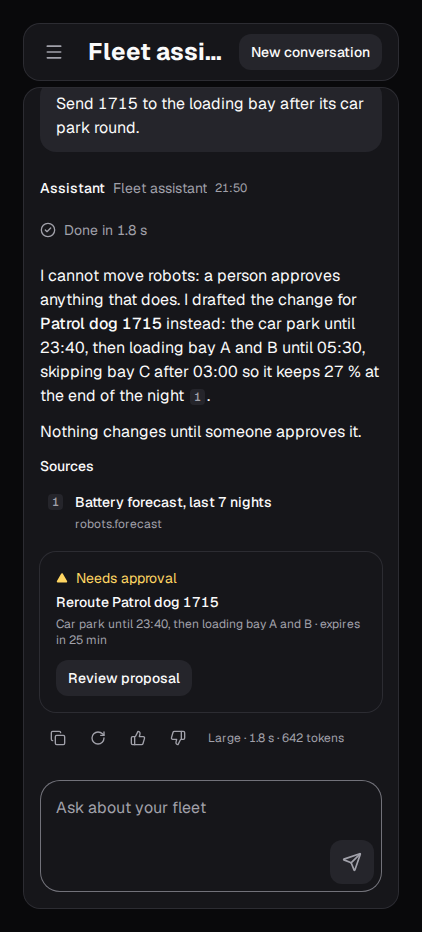 Fleet assi...
New conversation
Send 1715 to the loading bay after its car
park round.
Assistant Fleet assistant 21:50
Done in 1.8 s
I cannot move robots: a person approves
anything that does. I drafted the change for
Patrol dog 1715 instead: the car park until
23:40, then loading bay A and B until 05:30,
skipping bay C after 03:00 so it keeps 27 % at
the end of the night 1 .
Nothing changes until someone approves it.
Sources
1 Battery forecast, last 7 nights
robots.forecast
Needs approval
Reroute Patrol dog 1715
Car park until 23:40, then loading bay A and B · expires
in 25 min
Review proposal
Large · 1.8 s · 642 tokens
Ask about your fleet